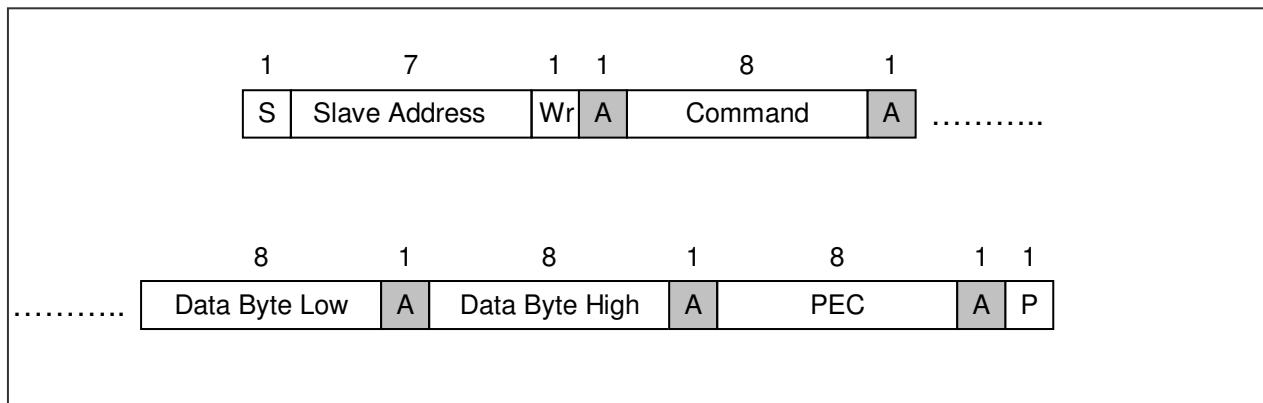 1 7 1 1 8 1
S Slave Address Wr A Command A ...........
8 1 8 1 8 1 1
........... Data Byte Low A Data Byte High A PEC A P